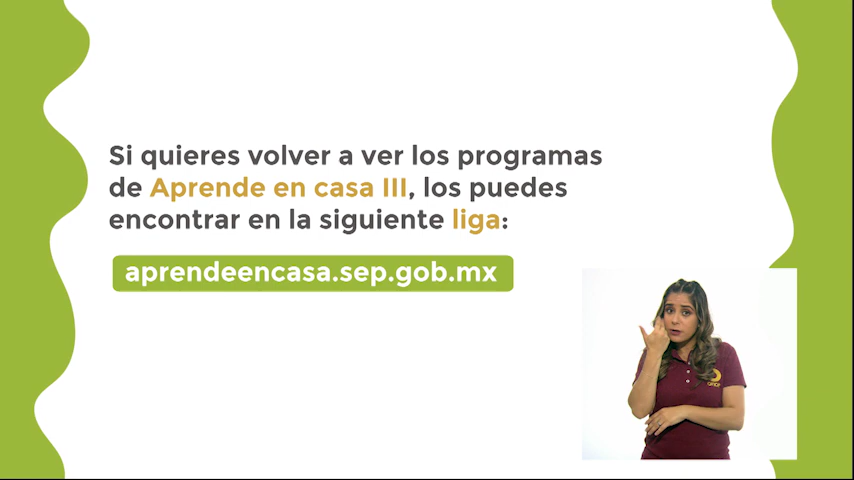 Si quieres volver a ver los programas
de Aprende en casa III, los puedes
encontrar en la siguiente liga:
aprendeencasa.sep.gob.mx